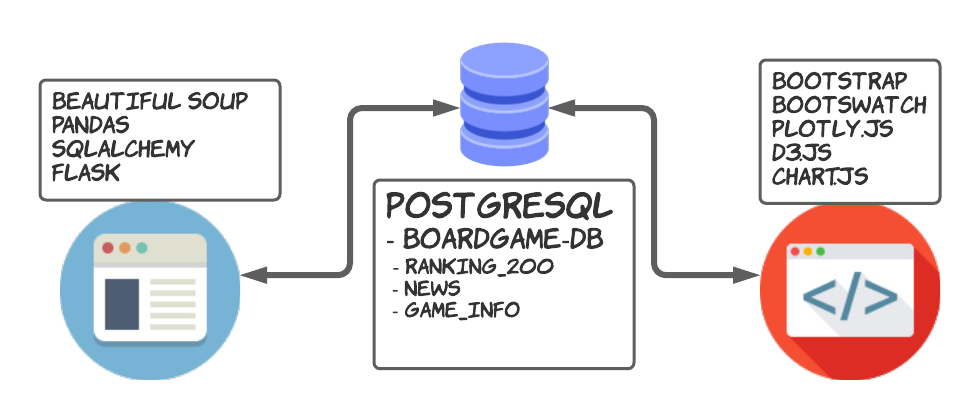 BEAUTIFUL SOUP
PANDAS
SQLALCHEMY
FLASK
POSTGRESQL
- BOARDGAME-DB
- RANKING_200
- NEWS
- GAME_INFO
BOOTSTRAP
BOOTSWATCH
PLOTLY.JS
D3.JS
CHART.JS
</>